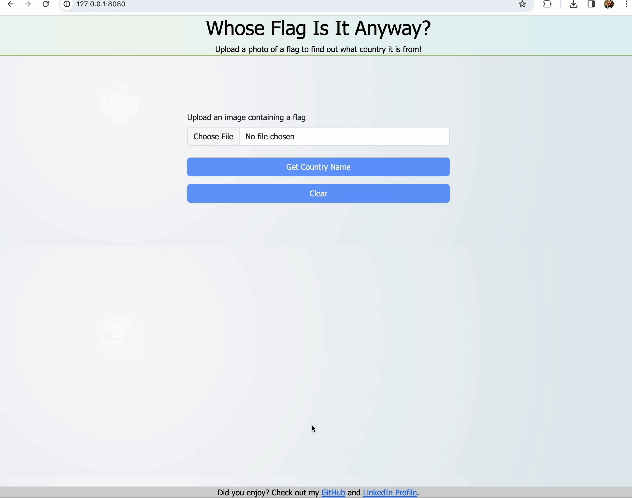 127.0.0.1:8080
Whose Flag Is It Anyway?
Upload a photo of a flag to find out what country it is from!
Upload an image containing a flag
Choose File No file chosen
Get Country Name
Clear
Did you enjoy? Check out my GitHub and LinkedIn Profile.